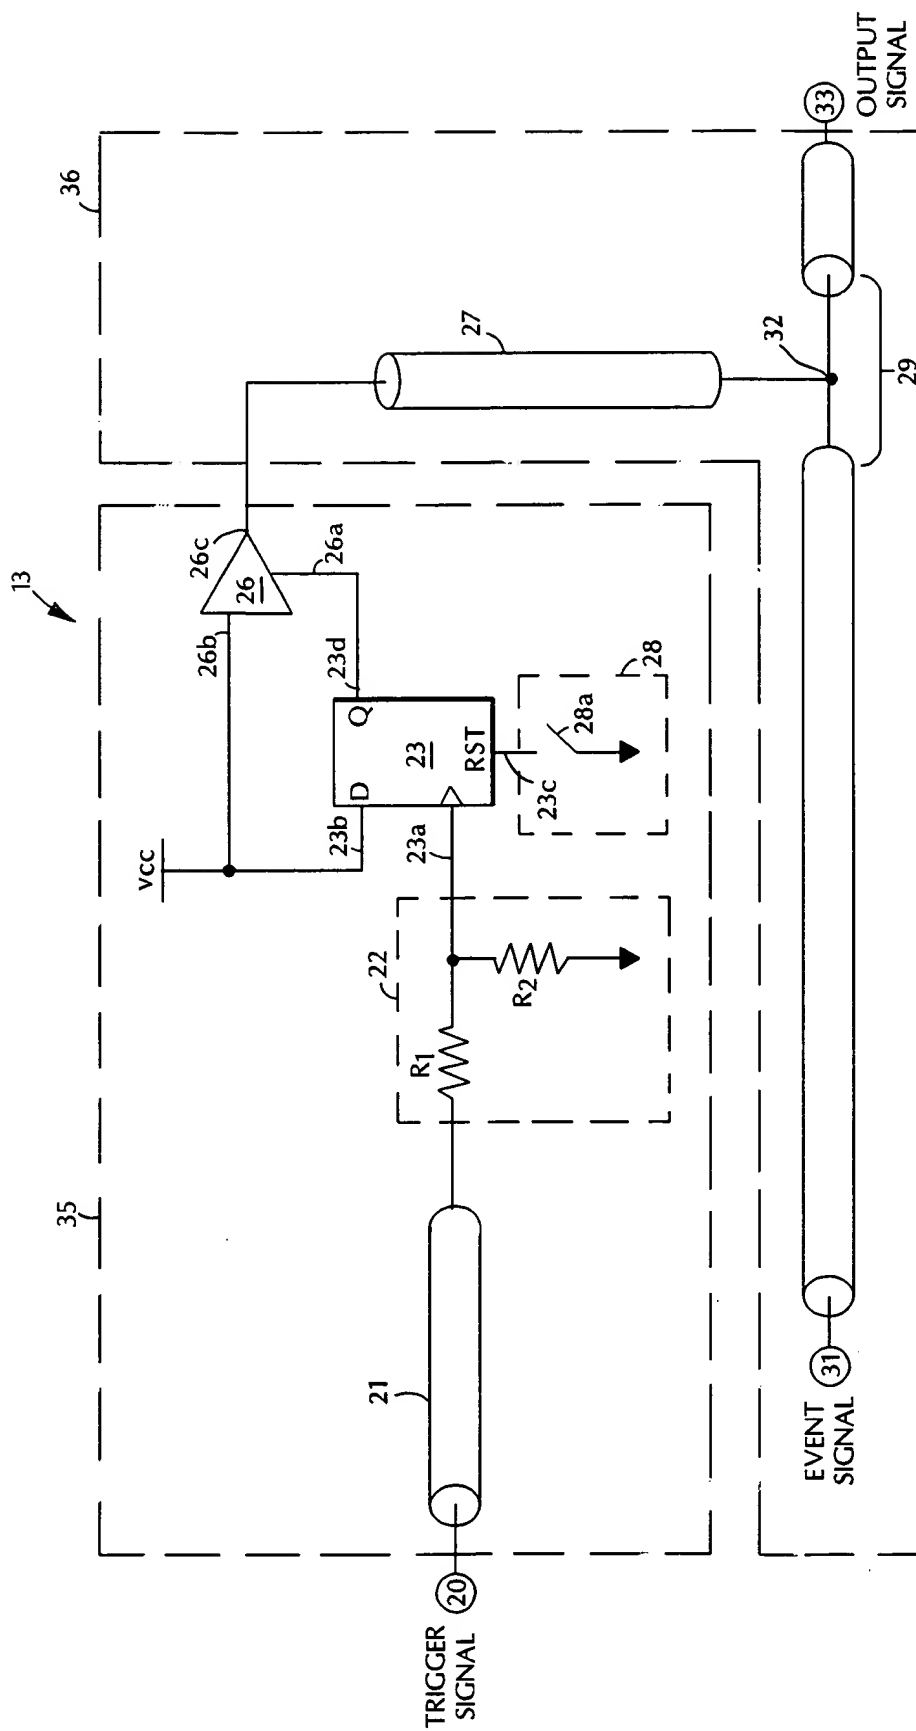 13
35
36
VCC
26b
26c
26
26a
27
22
23b
D
Q
23d
23
23a
RST
R1
R2
23c
28
28a
21
20
TRIGGER
SIGNAL
32
29
31
EVENT
SIGNAL
33
OUTPUT
SIGNAL